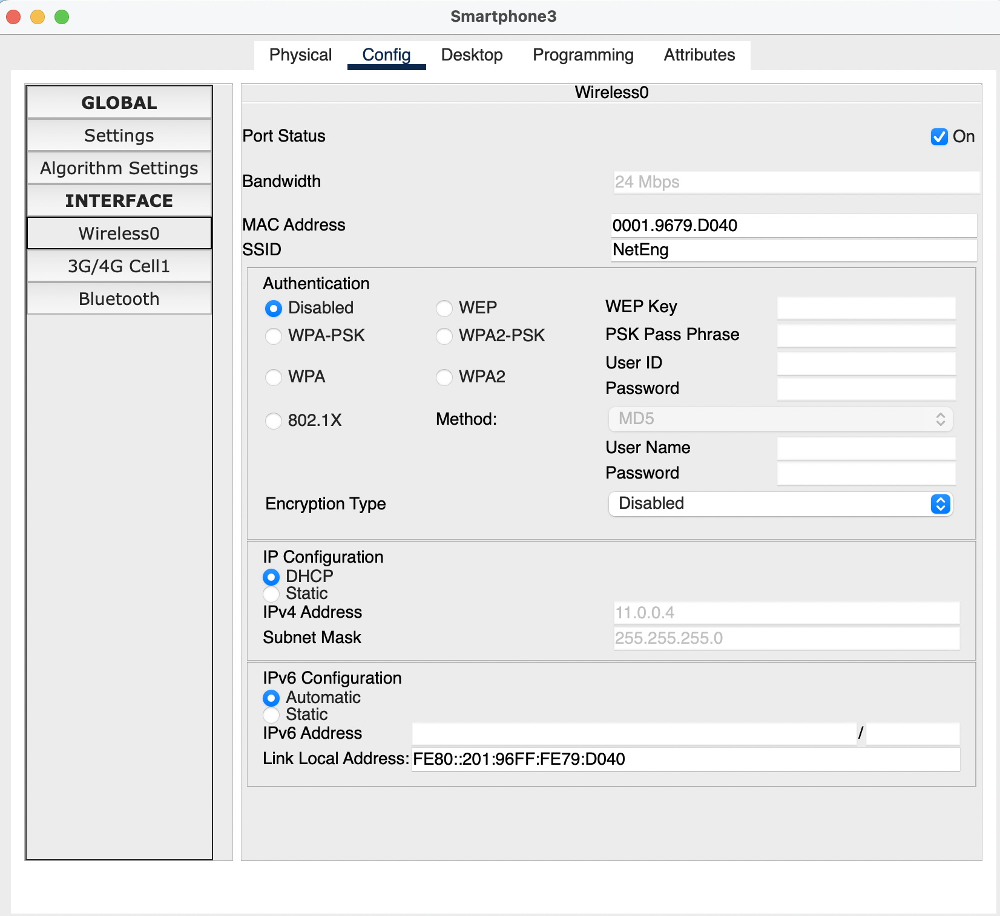 Smartphone3
Physical Config Desktop Programming Attributes
GLOBAL
Settings
Algorithm Settings
INTERFACE
Wireless0
3G/4G Cell1
Bluetooth
Wireless0
Port Status On
Bandwidth 24 Mbps
MAC Address 0001.9679.D040
SSID NetEng
Authentication
Disabled WEP WEP Key
WPA-PSK WPA2-PSK PSK Pass Phrase
User ID
WPA WPA2
Password
802.1X Method: MD5
User Name
Password
Encryption Type Disabled
IP Configuration
DHCP
Static
IPv4 Address 11.0.0.4
Subnet Mask 255.255.255.0
IPv6 Configuration
Automatic
Static
IPv6 Address /
Link Local Address: FE80::201:96FF:FE79:D040